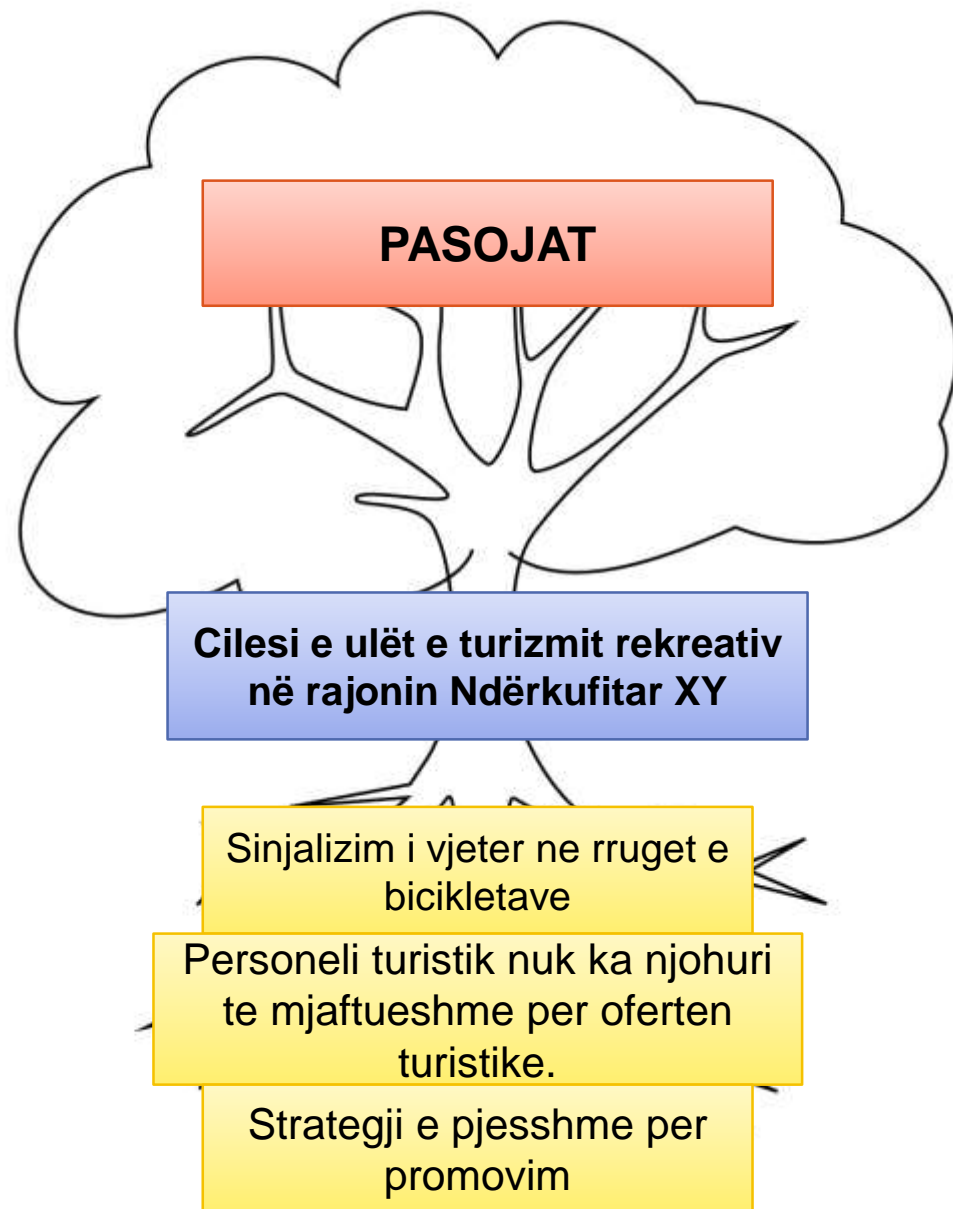 PASOJAT
Cilesi e ulët e turizmit rekreativ
në rajonin Ndërkufitar XY
Sinjalizim i vjeter ne rruget e
bicikletave
Personeli turistik nuk ka njohuri
te mjaftueshme per oferten
turistike.
Strategji e pjesshme per
promovim